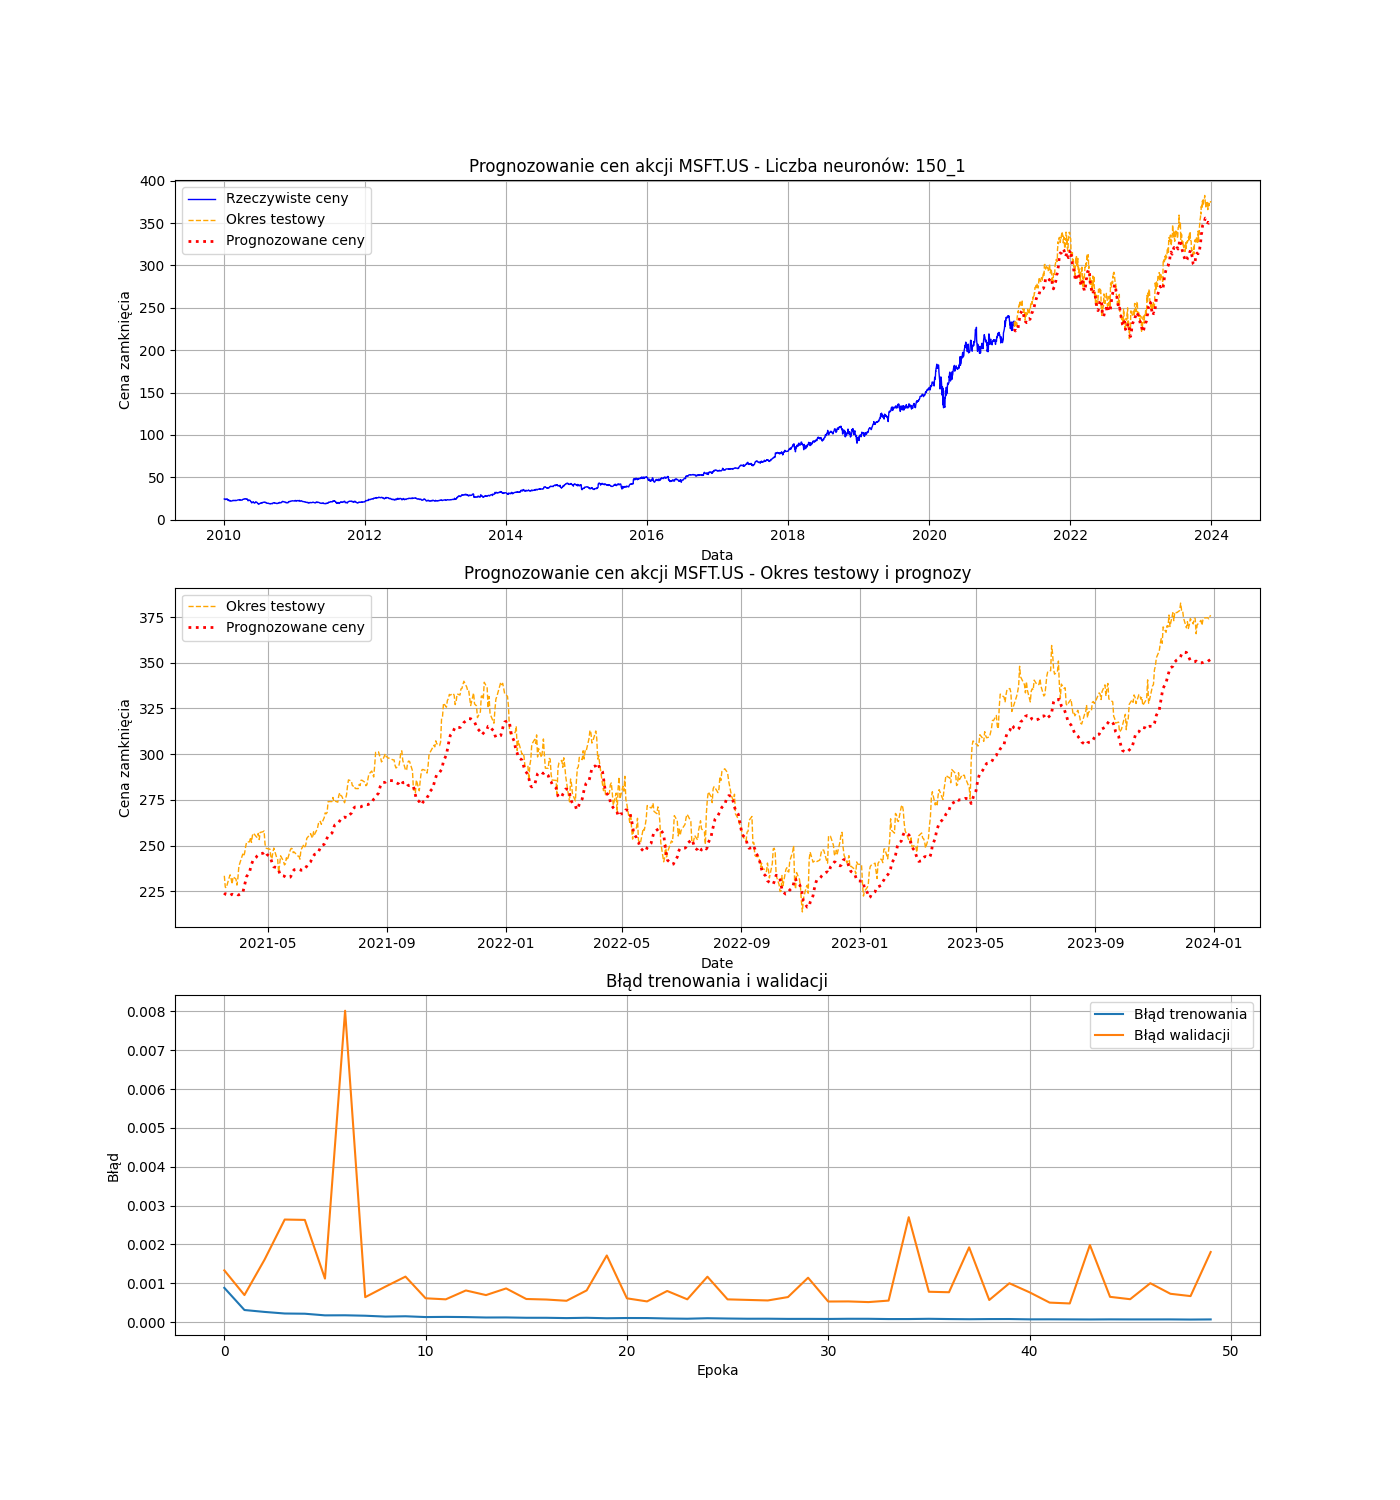 Prognozowanie cen akcji MSFT.US - Liczba neuronów: 150_1
Rzeczywiste ceny
Okres testowy
Prognozowane ceny
Cena zamknięcia
400
350
300
250
200
150
100
50
0
2010 2012 2014 2016 2018 2020 2022 2024
Data
Prognozowanie cen akcji MSFT.US - Okres testowy i prognozy
Okres testowy
Prognozowane ceny
Cena zamknięcia
375
350
325
300
275
250
225
2021-05 2021-09 2022-01 2022-05 2022-09 2023-01 2023-05 2023-09 2024-01
Date
Błąd trenowania i walidacji
Błąd trenowania
Błąd walidacji
Błąd
0.008
0.007
0.006
0.005
0.004
0.003
0.002
0.001
0.000
0 10 20 30 40 50
Epoka